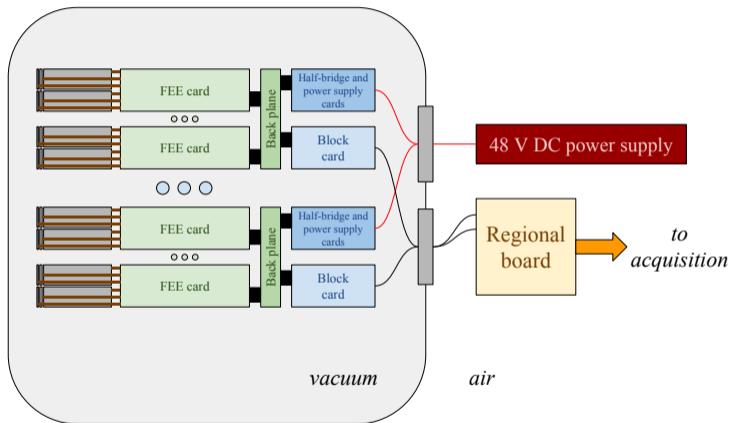 FEE card
Half-bridge and
power supply
cards
Back plane
FEE card
Block
card
48 V DC power supply
FEE card
Half-bridge and
power supply
cards
Back plane
FEE card
Block
card
Regional
board
to
acquisition
vacuum
air